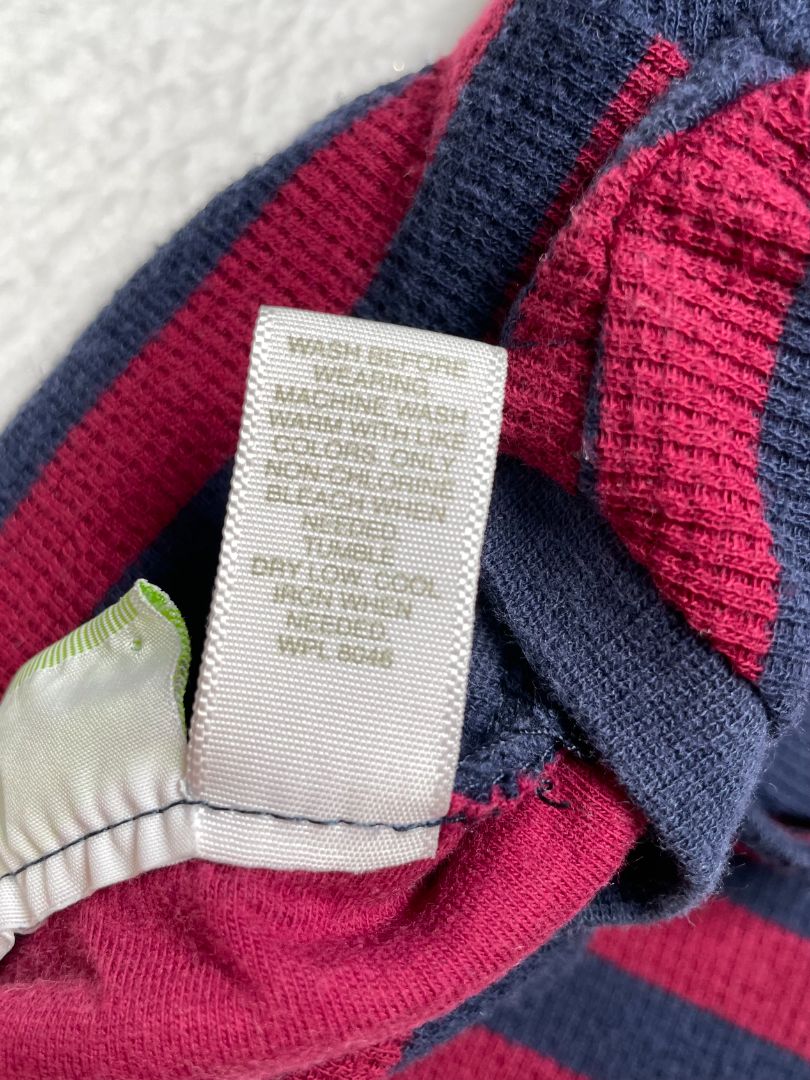 WASH BEFORE
WEARING
MACHINE WASH
WARM WITH LIKE
COLORS. ONLY
NON-CHLORINE
BLEACH WHEN
NEEDED.
TUMBLE
DRY LOW. COOL
IRON WHEN
NEEDED.
WPL 8046